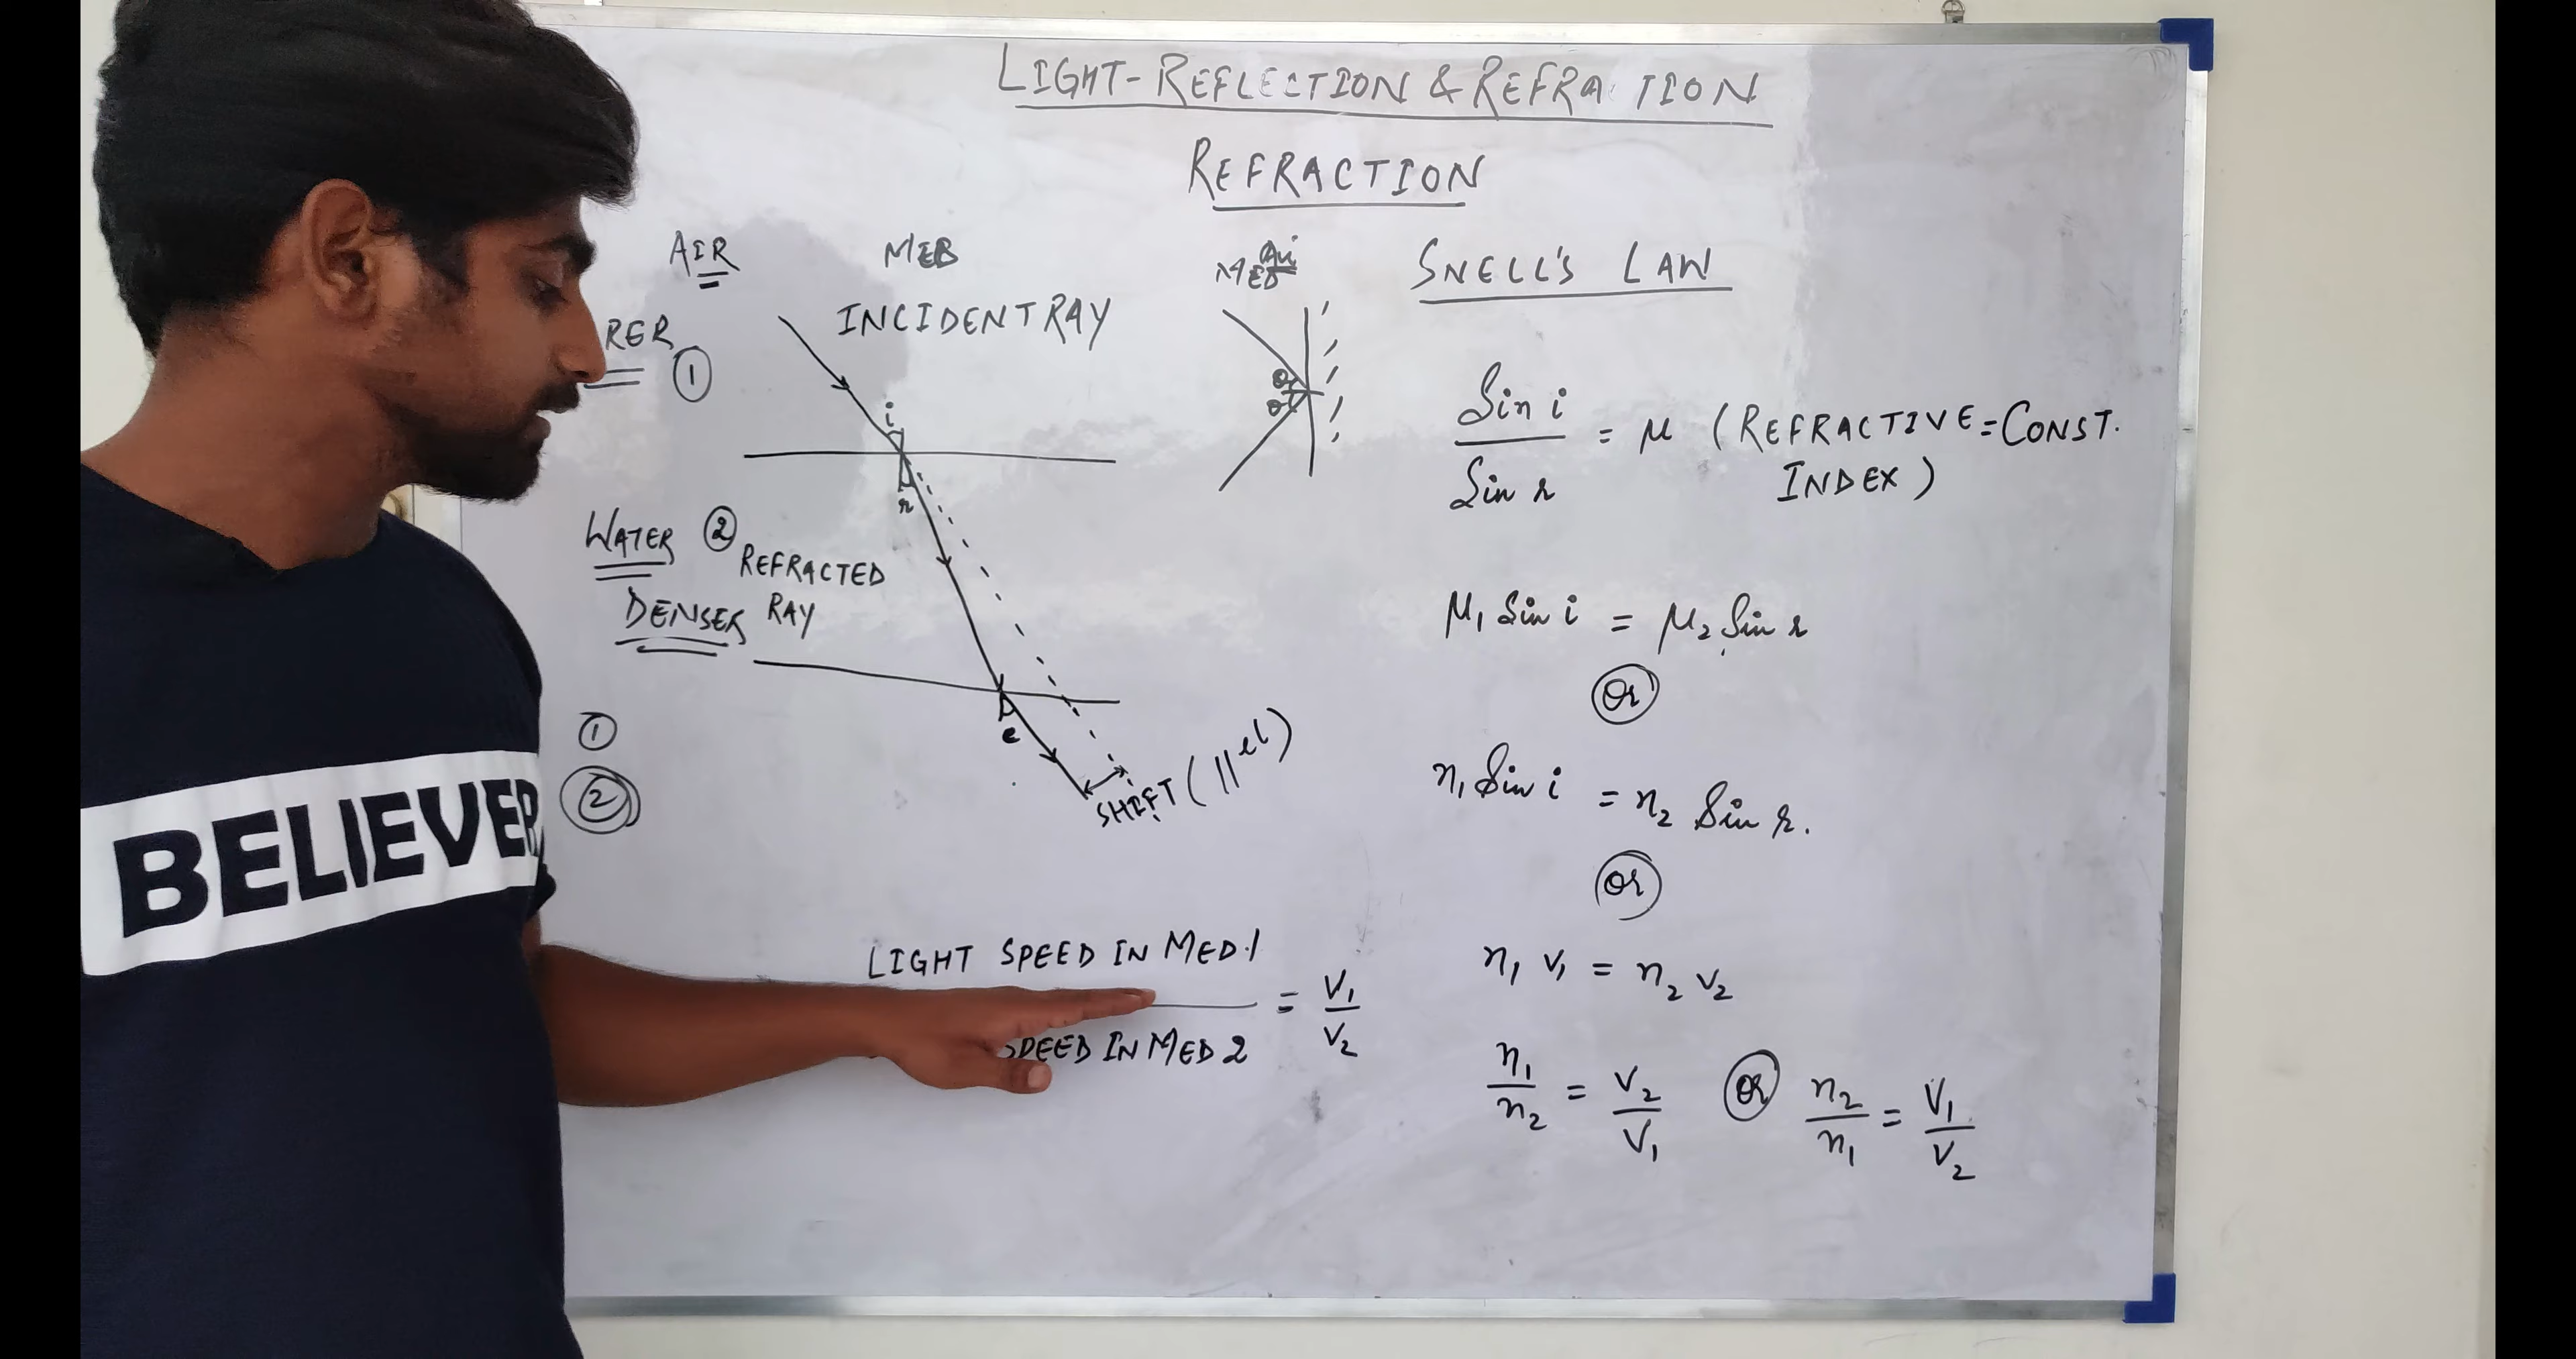 LIGHT-REFLECTION & REFRA TION
REFRACTION
AIR
MED
MED
Air
SNELL'S LAW
INCIDENT RAY
RER
①
i
θ
θ
Sin i
= μ (REFRACTIVE = CONST.
Sin r
INDEX)
r
WATER ②
REFRACTED
DENSER RAY
μ₁ Sin i = μ₂ Sin r
or
①
②
e
SHIFT (||el)
n₁ Sin i = n₂ Sin r.
or
LIGHT SPEED IN MED.1
SPEED IN MED 2
= V₁
V₂
n₁ v₁ = n₂ v₂
n₁/n₂ = V₂/V₁ or n₂/n₁ = V₁/V₂
BELIEVER